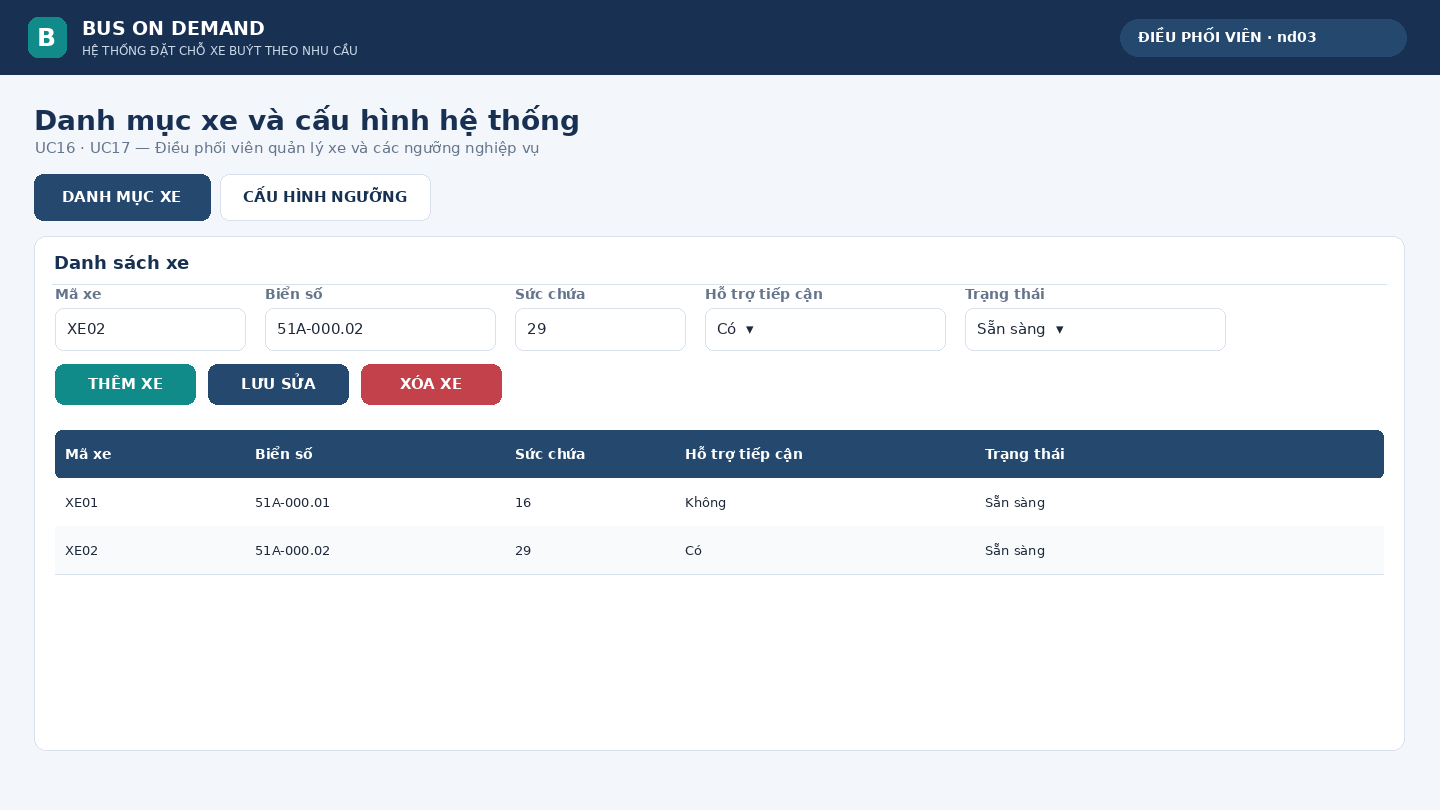 B
BUS ON DEMAND
HỆ THỐNG ĐẶT CHỖ XE BUÝT THEO NHU CẦU
ĐIỀU PHỐI VIÊN · nd03
Danh mục xe và cấu hình hệ thống
UC16 · UC17 — Điều phối viên quản lý xe và các ngưỡng nghiệp vụ
DANH MỤC XE CẤU HÌNH NGƯỠNG
Danh sách xe
Mã xe Biển số Sức chứa Hỗ trợ tiếp cận Trạng thái
XE02 51A-000.02 29 Có ▾ Sẵn sàng ▾
THÊM XE LƯU SỬA XÓA XE
Mã xe Biển số Sức chứa Hỗ trợ tiếp cận Trạng thái
XE01 51A-000.01 16 Không Sẵn sàng
XE02 51A-000.02 29 Có Sẵn sàng